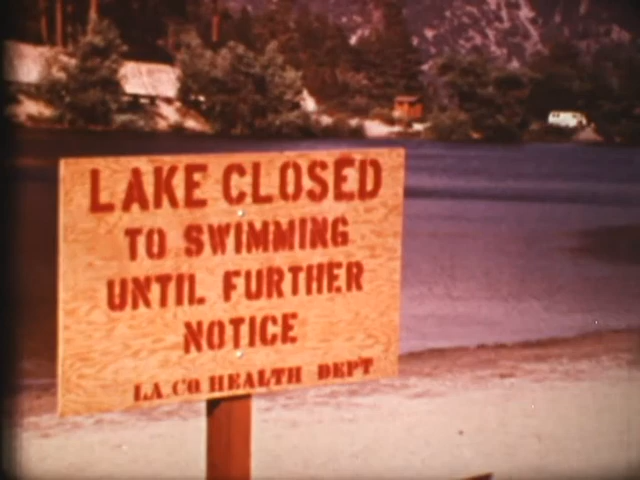 LAKE CLOSED
TO SWIMMING
UNTIL FURTHER
NOTICE
L.A. CO HEALTH DEPT